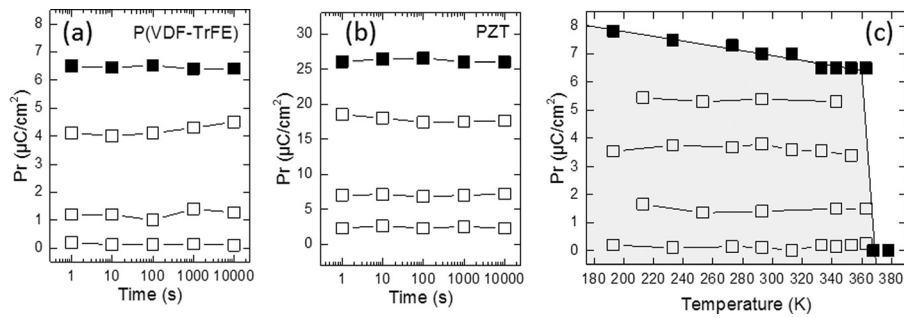 (a) P(VDF-TrFE)
Pr (µC/cm²)
8
7
6
5
4
3
2
1
0
1 10 100 1000 10000
Time (s)
(b) PZT
Pr (µC/cm²)
30
25
20
15
10
5
0
1 10 100 1000 10000
Time (s)
(c)
Pr (µC/cm²)
8
7
6
5
4
3
2
1
0
180 200 220 240 260 280 300 320 340 360 380
Temperature (K)